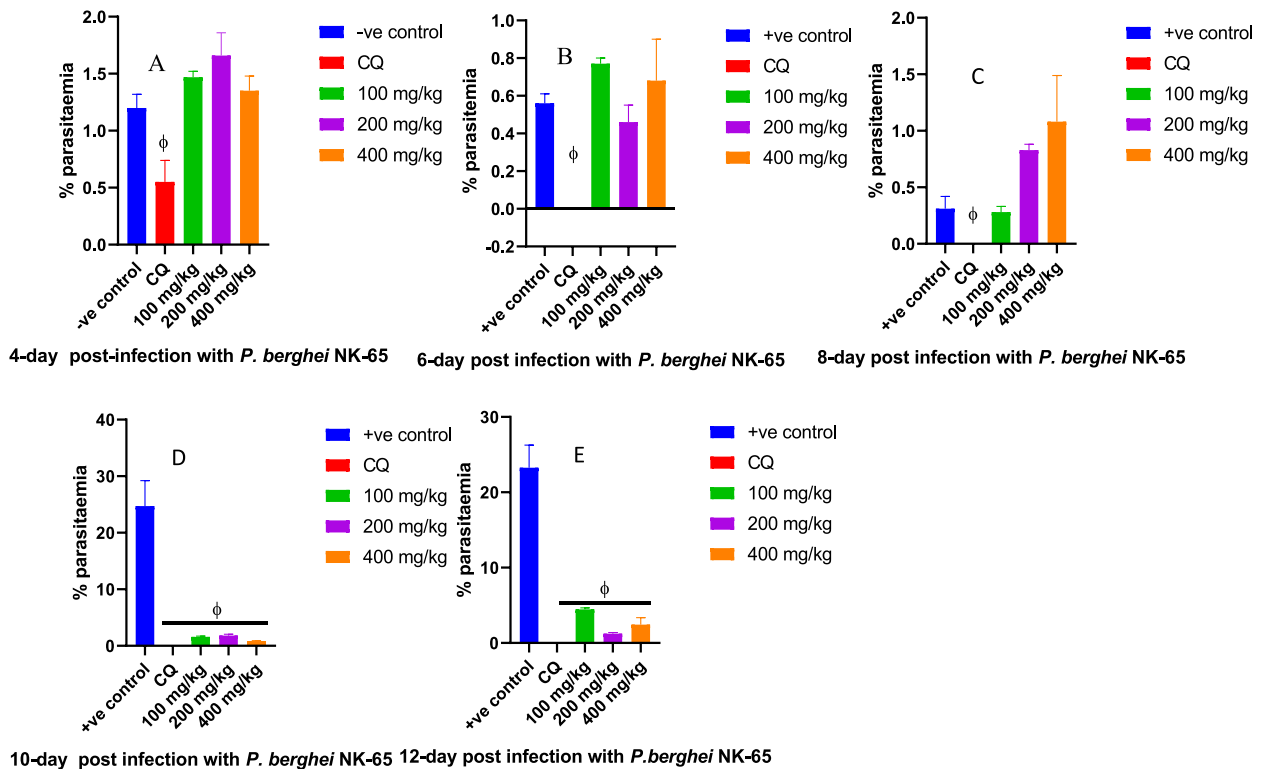 2.0
1.5
1.0
0.5
0.0
% parasitaemia
A
ϕ
-ve control
CQ
100 mg/kg
200 mg/kg
400 mg/kg
–ve control
CQ
100 mg/kg
200 mg/kg
400 mg/kg
4-day post-infection with P. berghei NK-65
1.0
0.8
0.6
0.4
0.2
0.0
-0.2
% parasitaemia
B
ϕ
+ve control
CQ
100 mg/kg
200 mg/kg
400 mg/kg
+ve control
CQ
100 mg/kg
200 mg/kg
400 mg/kg
6-day post infection with P. berghei NK-65
2.0
1.5
1.0
0.5
0.0
% parasitaemia
C
ϕ
+ve control
CQ
100 mg/kg
200 mg/kg
400 mg/kg
+ve control
CQ
100 mg/kg
200 mg/kg
400 mg/kg
8-day post infection with P. berghei NK-65
40
30
20
10
0
% parasitaemia
D
ϕ
+ve control
CQ
100 mg/kg
200 mg/kg
400 mg/kg
+ve control
CQ
100 mg/kg
200 mg/kg
400 mg/kg
10-day post infection with P. berghei NK-65
30
20
10
0
% parasitaemia
E
ϕ
+ve control
CQ
100 mg/kg
200 mg/kg
400 mg/kg
+ve control
CQ
100 mg/kg
200 mg/kg
400 mg/kg
12-day post infection with P.berghei NK-65